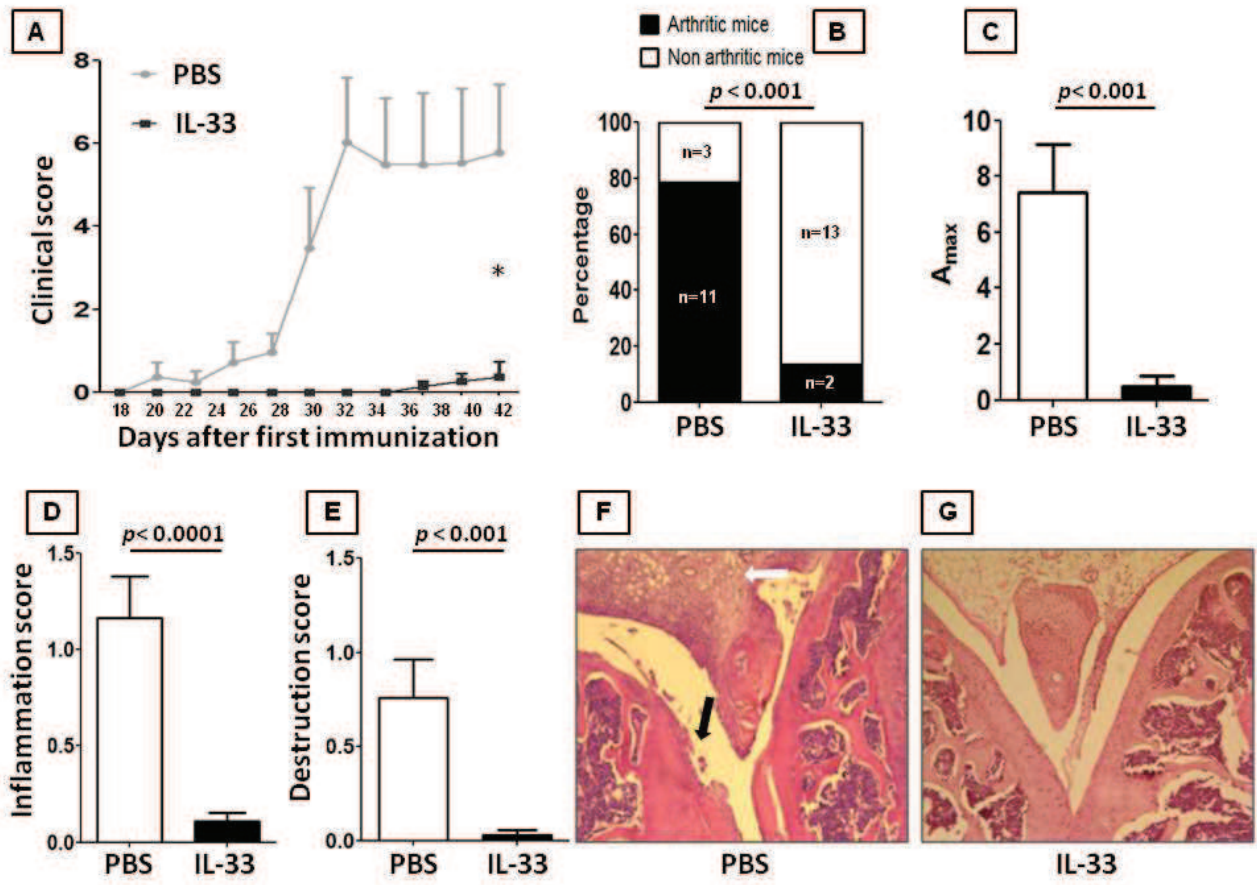 A
8
6
4
2
0
PBS
IL-33
Clinical score
*
18 20 22 24 26 28 30 32 34 36 38 40 42
Days after first immunization
Arthritic mice
Non arthritic mice
B
p < 0.001
100
80
60
40
20
0
Percentage
n=3
n=11
n=13
n=2
PBS IL-33
C
p < 0.001
10
8
6
4
2
0
Amax
PBS IL-33
D
p< 0.0001
1.5
1.0
0.5
0.0
Inflammation score
PBS IL-33
E
p< 0.001
1.5
1.0
0.5
0.0
Destruction score
PBS IL-33
F
PBS
G
IL-33